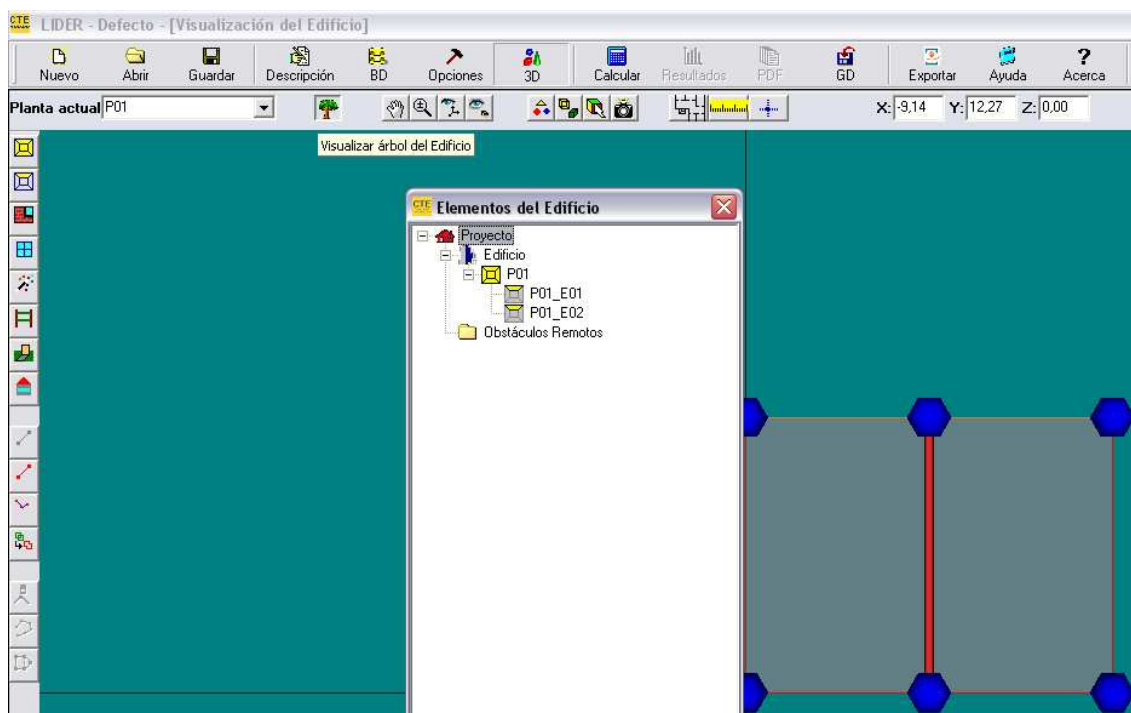 CTE LIDER - Defecto - [Visualización del Edificio]
Nuevo Abrir Guardar Descripción BD Opciones 3D Calcular Resultados PDF GD Exportar Ayuda Acerca
Planta actual P01 X: -9,14 Y: 12,27 Z: 0,00
Visualizar árbol del Edificio
CTE Elementos del Edificio
Proyecto
Edificio
P01
P01_E01
P01_E02
Obstáculos Remotos